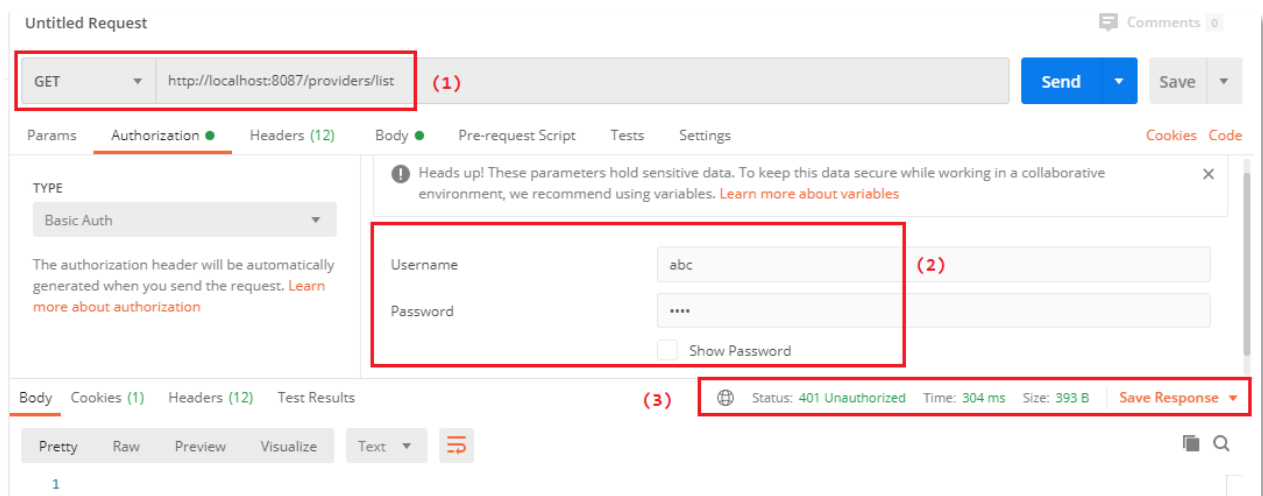 Untitled Request Comments 0
GET http://localhost:8087/providers/list (1) Send Save
Params Authorization Headers (12) Body Pre-request Script Tests Settings Cookies Code
TYPE
Basic Auth
The authorization header will be automatically
generated when you send the request. Learn
more about authorization
Heads up! These parameters hold sensitive data. To keep this data secure while working in a collaborative
environment, we recommend using variables. Learn more about variables
Username abc (2)
Password ••••
Show Password
Body Cookies (1) Headers (12) Test Results (3) Status: 401 Unauthorized Time: 304 ms Size: 393 B Save Response
Pretty Raw Preview Visualize Text
1